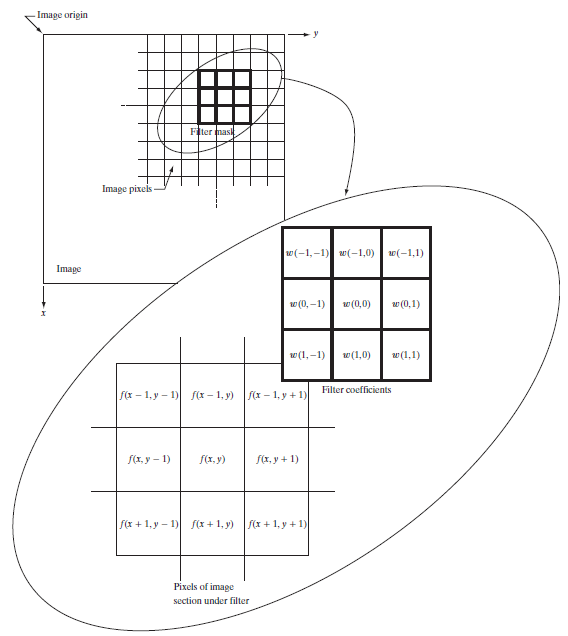 Image origin
y
Filter mask
Image pixels
Image
x
w(−1,−1) w(−1,0) w(−1,1)
w(0,−1) w(0,0) w(0,1)
w(1,−1) w(1,0) w(1,1)
Filter coefficients
f(x − 1, y − 1) f(x − 1, y) f(x − 1, y + 1)
f(x, y − 1) f(x, y) f(x, y + 1)
f(x + 1, y − 1) f(x + 1, y) f(x + 1, y + 1)
Pixels of image
section under filter